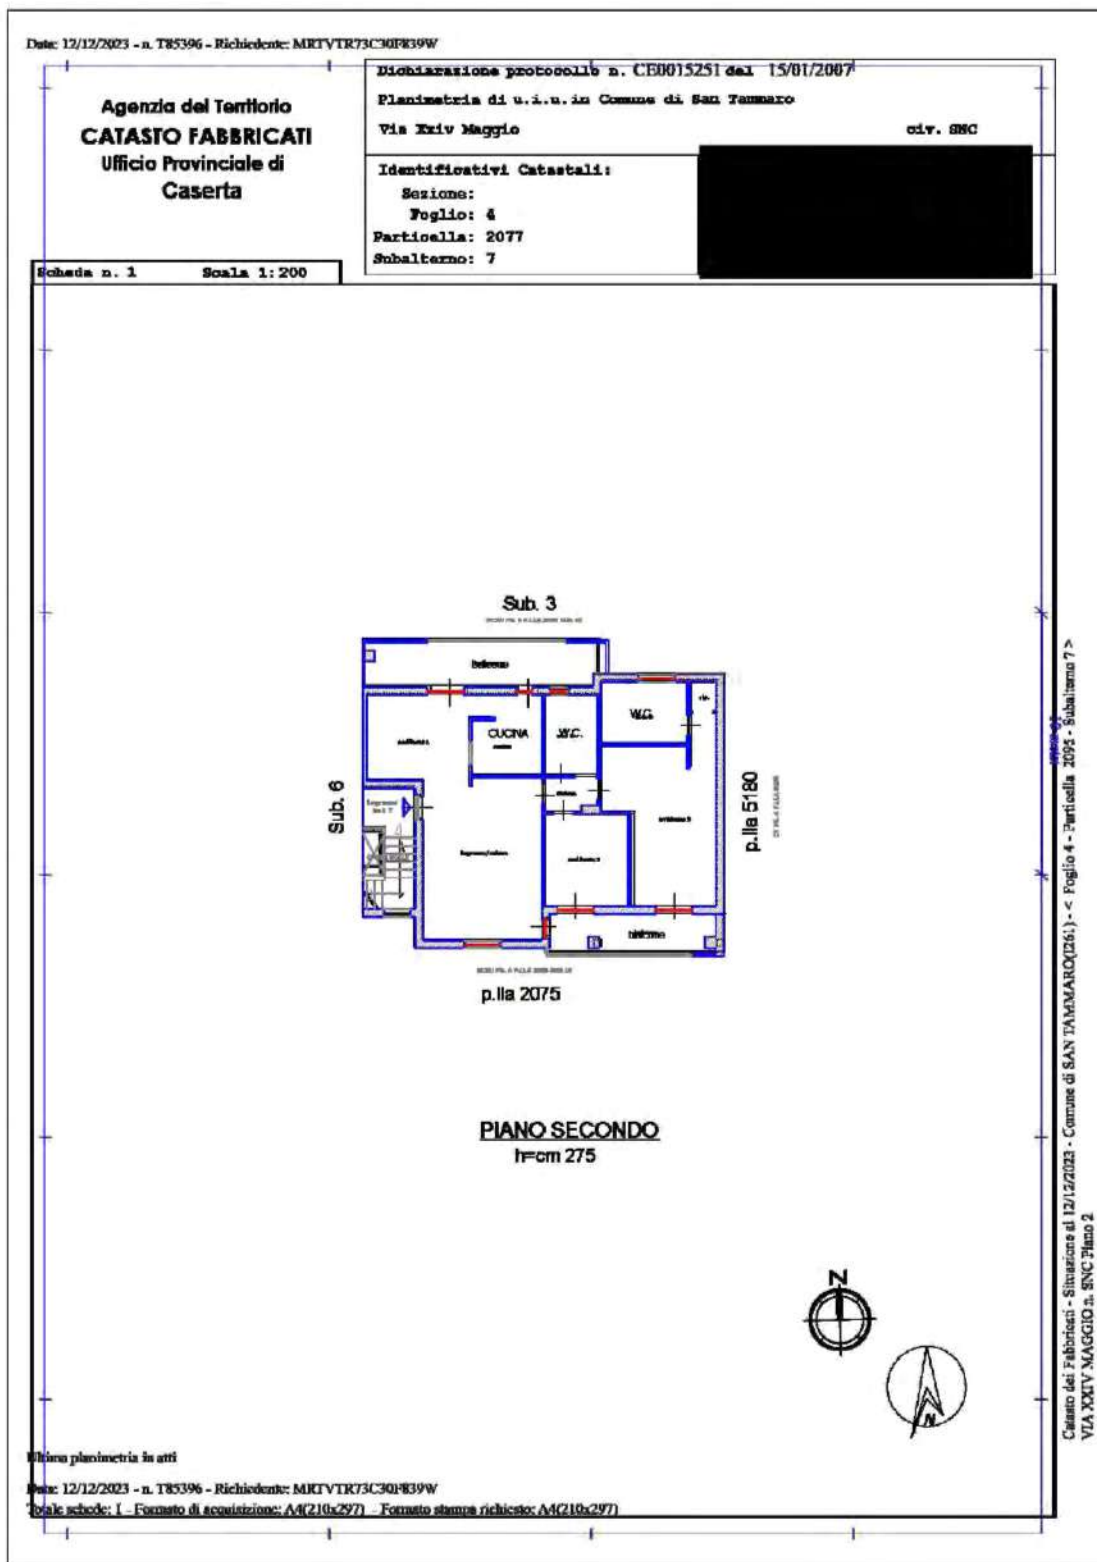 Data: 12/12/2023 - n. T85396 - Richiedente: MRTVTR73C30F839W
Agenzia del Territorio
CATASTO FABBRICATI
Ufficio Provinciale di
Caserta
Dichiarazione protocollo n. CE0015251 del 15/01/2007
Planimetria di u.i.u. in Comune di San Tammaro
Via Xxiv Maggio civ. SNC
Identificativi Catastali:
Sezione:
Foglio: 4
Particella: 2077
Subalterno: 7
Scheda n. 1 Scala 1:200
Sub. 3
balcone
W.C.
CUCINA
W.C.
Sub. 6
p.lla 5180
balcone
p.lla 2075
PIANO SECONDO
h=cm 275
N
N
Catasto dei Fabbricati - Situazione al 12/12/2023 - Comune di SAN TAMMARO(I261) - < Foglio 4 - Particella 2095 - Subalterno 7 >
VIA XXIV MAGGIO n. SNC Piano 2
Ultima planimetria in atti
Data: 12/12/2023 - n. T85396 - Richiedente: MRTVTR73C30F839W
Totale schede: 1 - Formato di acquisizione: A4(210x297) - Formato stampa richiesto: A4(210x297)